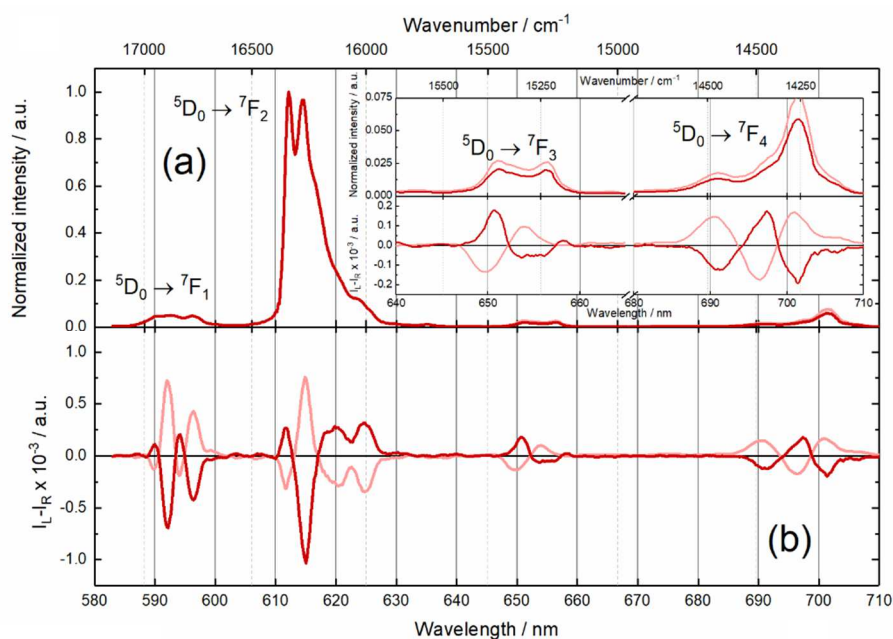 Wavenumber / cm⁻¹
17000 16500 16000 15500 15000 14500
Normalized intensity / a.u.
1.0
0.8
0.6
0.4
0.2
0.0
⁵D₀ → ⁷F₂
(a)
⁵D₀ → ⁷F₁
Wavenumber / cm⁻¹
15500 15250 14500 14250
Normalized intensity / a.u.
0.075
0.050
0.025
0.000
⁵D₀ → ⁷F₃
⁵D₀ → ⁷F₄
I_L-I_R x 10⁻³ / a.u.
0.2
0.1
0.0
-0.1
-0.2
640 650 660 680 690 700 710
Wavelength / nm
I_L-I_R x 10⁻³ / a.u.
1.0
0.5
0.0
-0.5
-1.0
(b)
580 590 600 610 620 630 640 650 660 670 680 690 700 710
Wavelength / nm